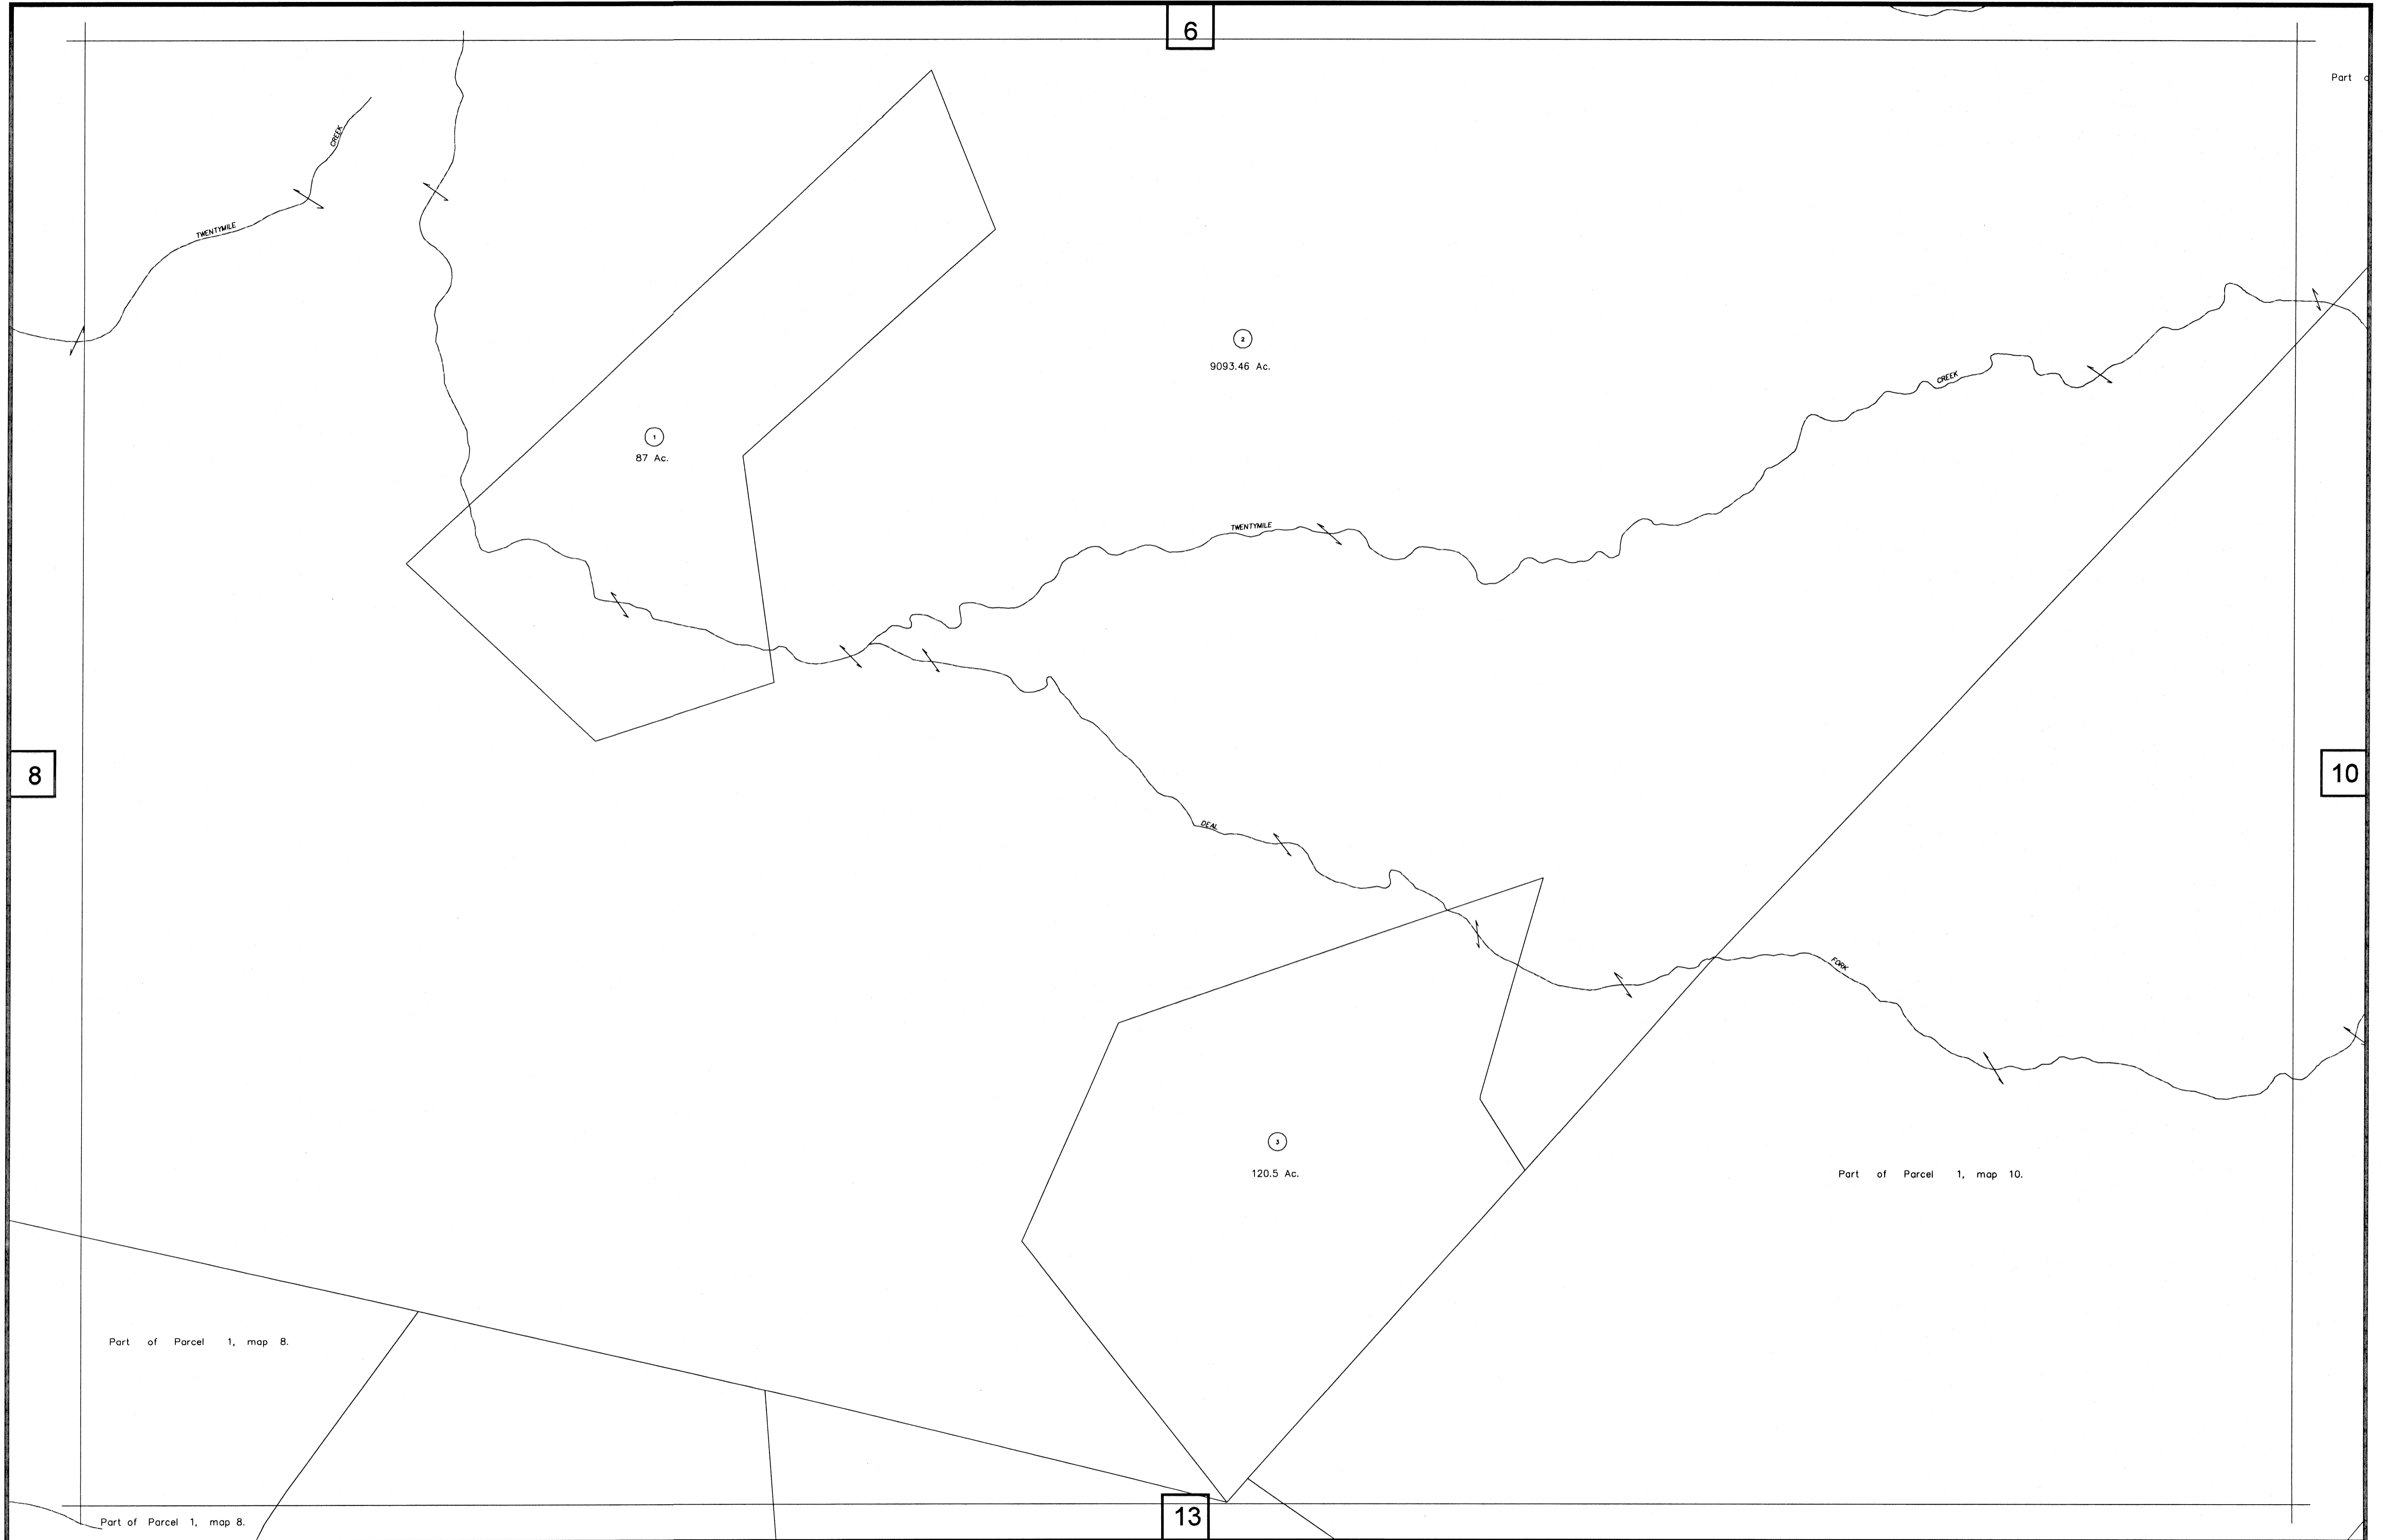 6
Part
CREEK
TWENTYMILE
2
9093.46 Ac.
CREEK
1
87 Ac.
TWENTYMILE
8
10
DEAL
FORK
3
120.5 Ac.
Part of Parcel 1, map 10.
Part of Parcel 1, map 8.
13
Part of Parcel 1, map 8.